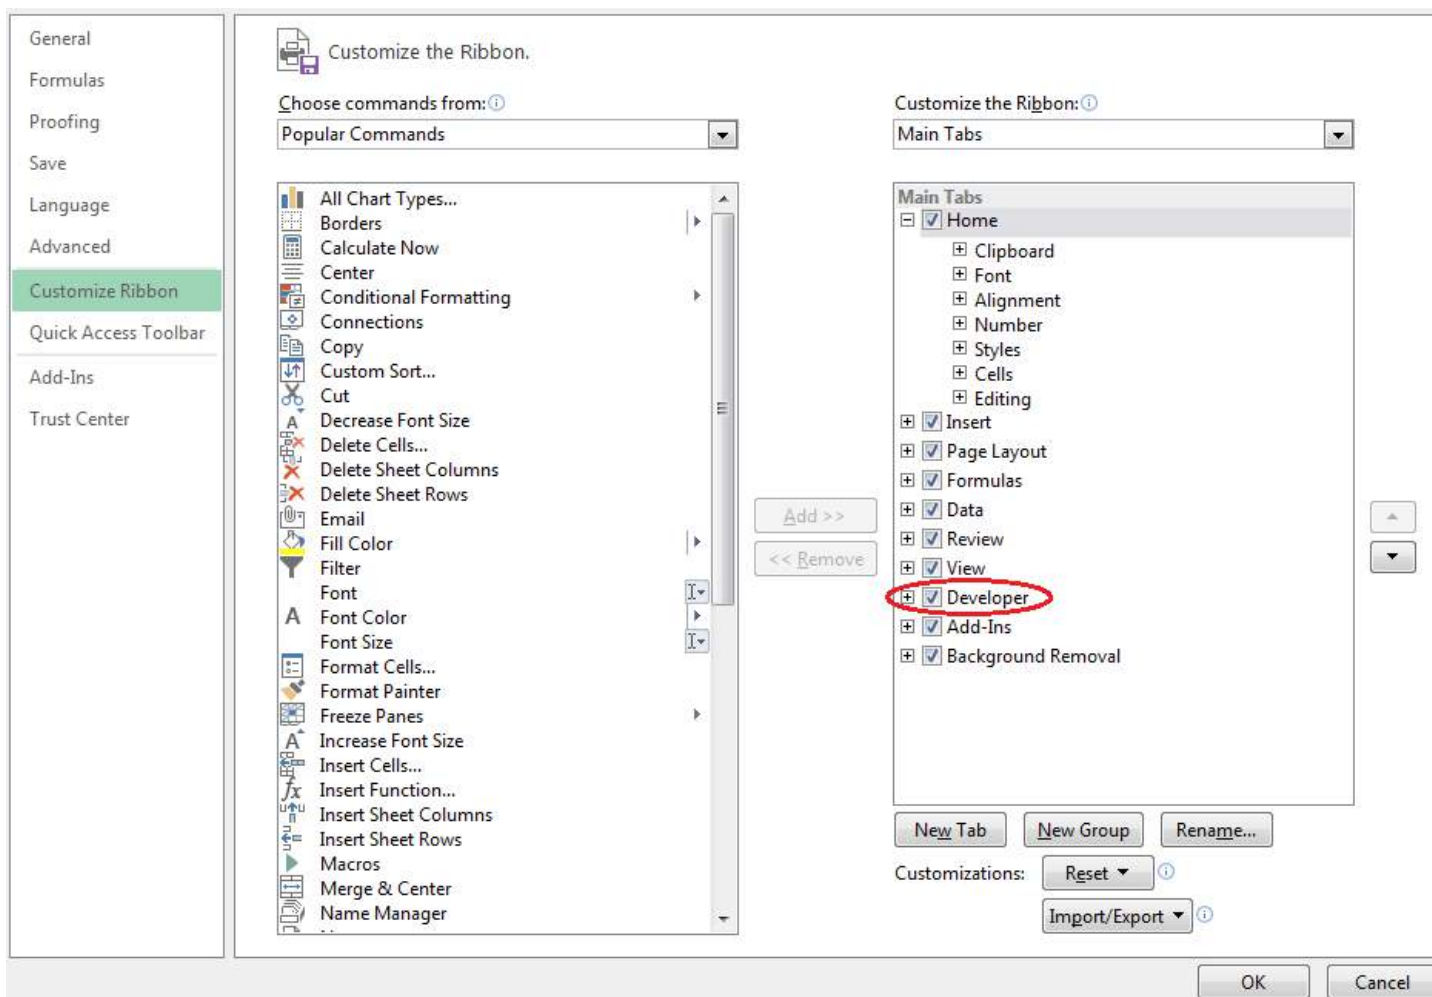 General
Formulas
Proofing
Save
Language
Advanced
Customize Ribbon
Quick Access Toolbar
Add-Ins
Trust Center
Customize the Ribbon.
Choose commands from:
Popular Commands
All Chart Types...
Borders
Calculate Now
Center
Conditional Formatting
Connections
Copy
Custom Sort...
Cut
Decrease Font Size
Delete Cells...
Delete Sheet Columns
Delete Sheet Rows
Email
Fill Color
Filter
Font
Font Color
Font Size
Format Cells...
Format Painter
Freeze Panes
Increase Font Size
Insert Cells...
Insert Function...
Insert Sheet Columns
Insert Sheet Rows
Macros
Merge & Center
Name Manager
Add >>
<< Remove
Customize the Ribbon:
Main Tabs
Main Tabs
Home
Clipboard
Font
Alignment
Number
Styles
Cells
Editing
Insert
Page Layout
Formulas
Data
Review
View
Developer
Add-Ins
Background Removal
New Tab New Group Rename...
Customizations: Reset
Import/Export
OK Cancel